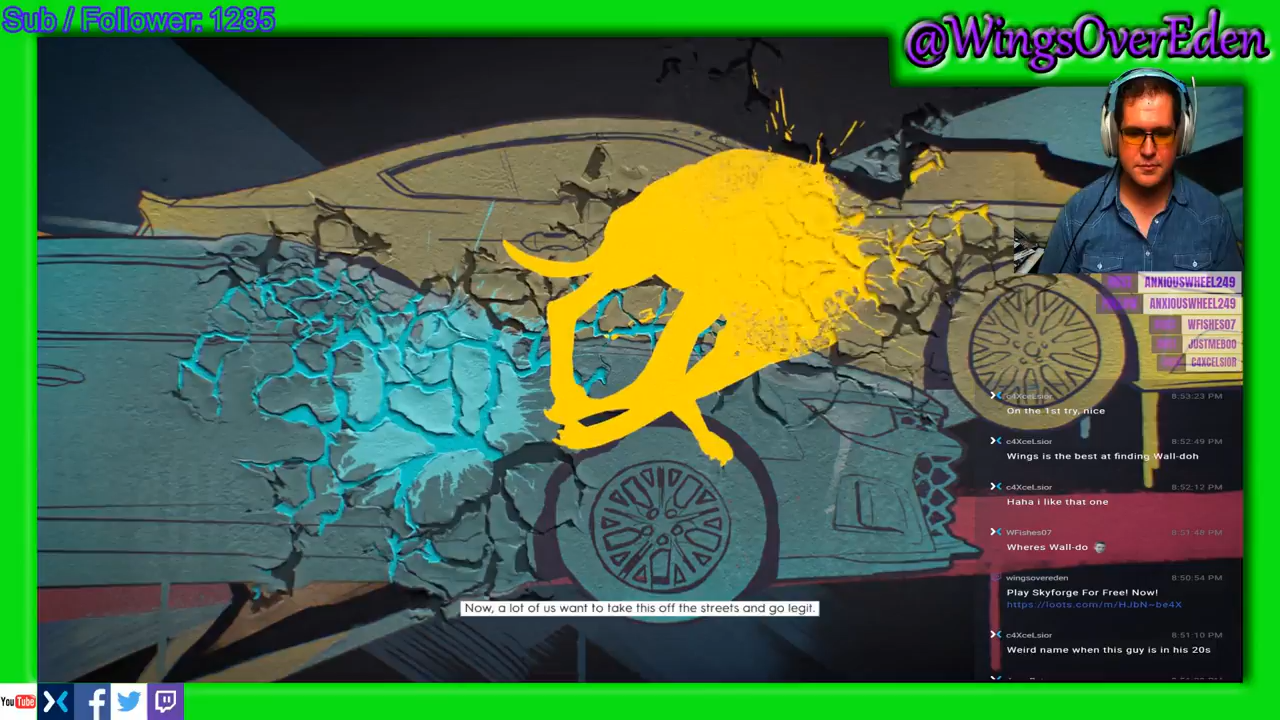 Sub / Follower: 1285
@WingsOverEden
ANXIOUSWHEEL249
ANXIOUSWHEEL249
WFISHES07
JUSTMEBOO
C4XCELSIOR
c4XceLsior 8:53:23 PM
On the 1st try, nice
c4XceLsior 8:52:49 PM
Wings is the best at finding Wall-doh
c4XceLsior 8:52:12 PM
Haha i like that one
WFishes07 8:51:48 PM
Wheres Wall-do
wingsovereden 8:50:54 PM
Play Skyforge For Free! Now!
https://loots.com/m/HJbN~be4X
c4XceLsior 8:51:10 PM
Weird name when this guy is in his 20s
Now, a lot of us want to take this off the streets and go legit.
You Tube